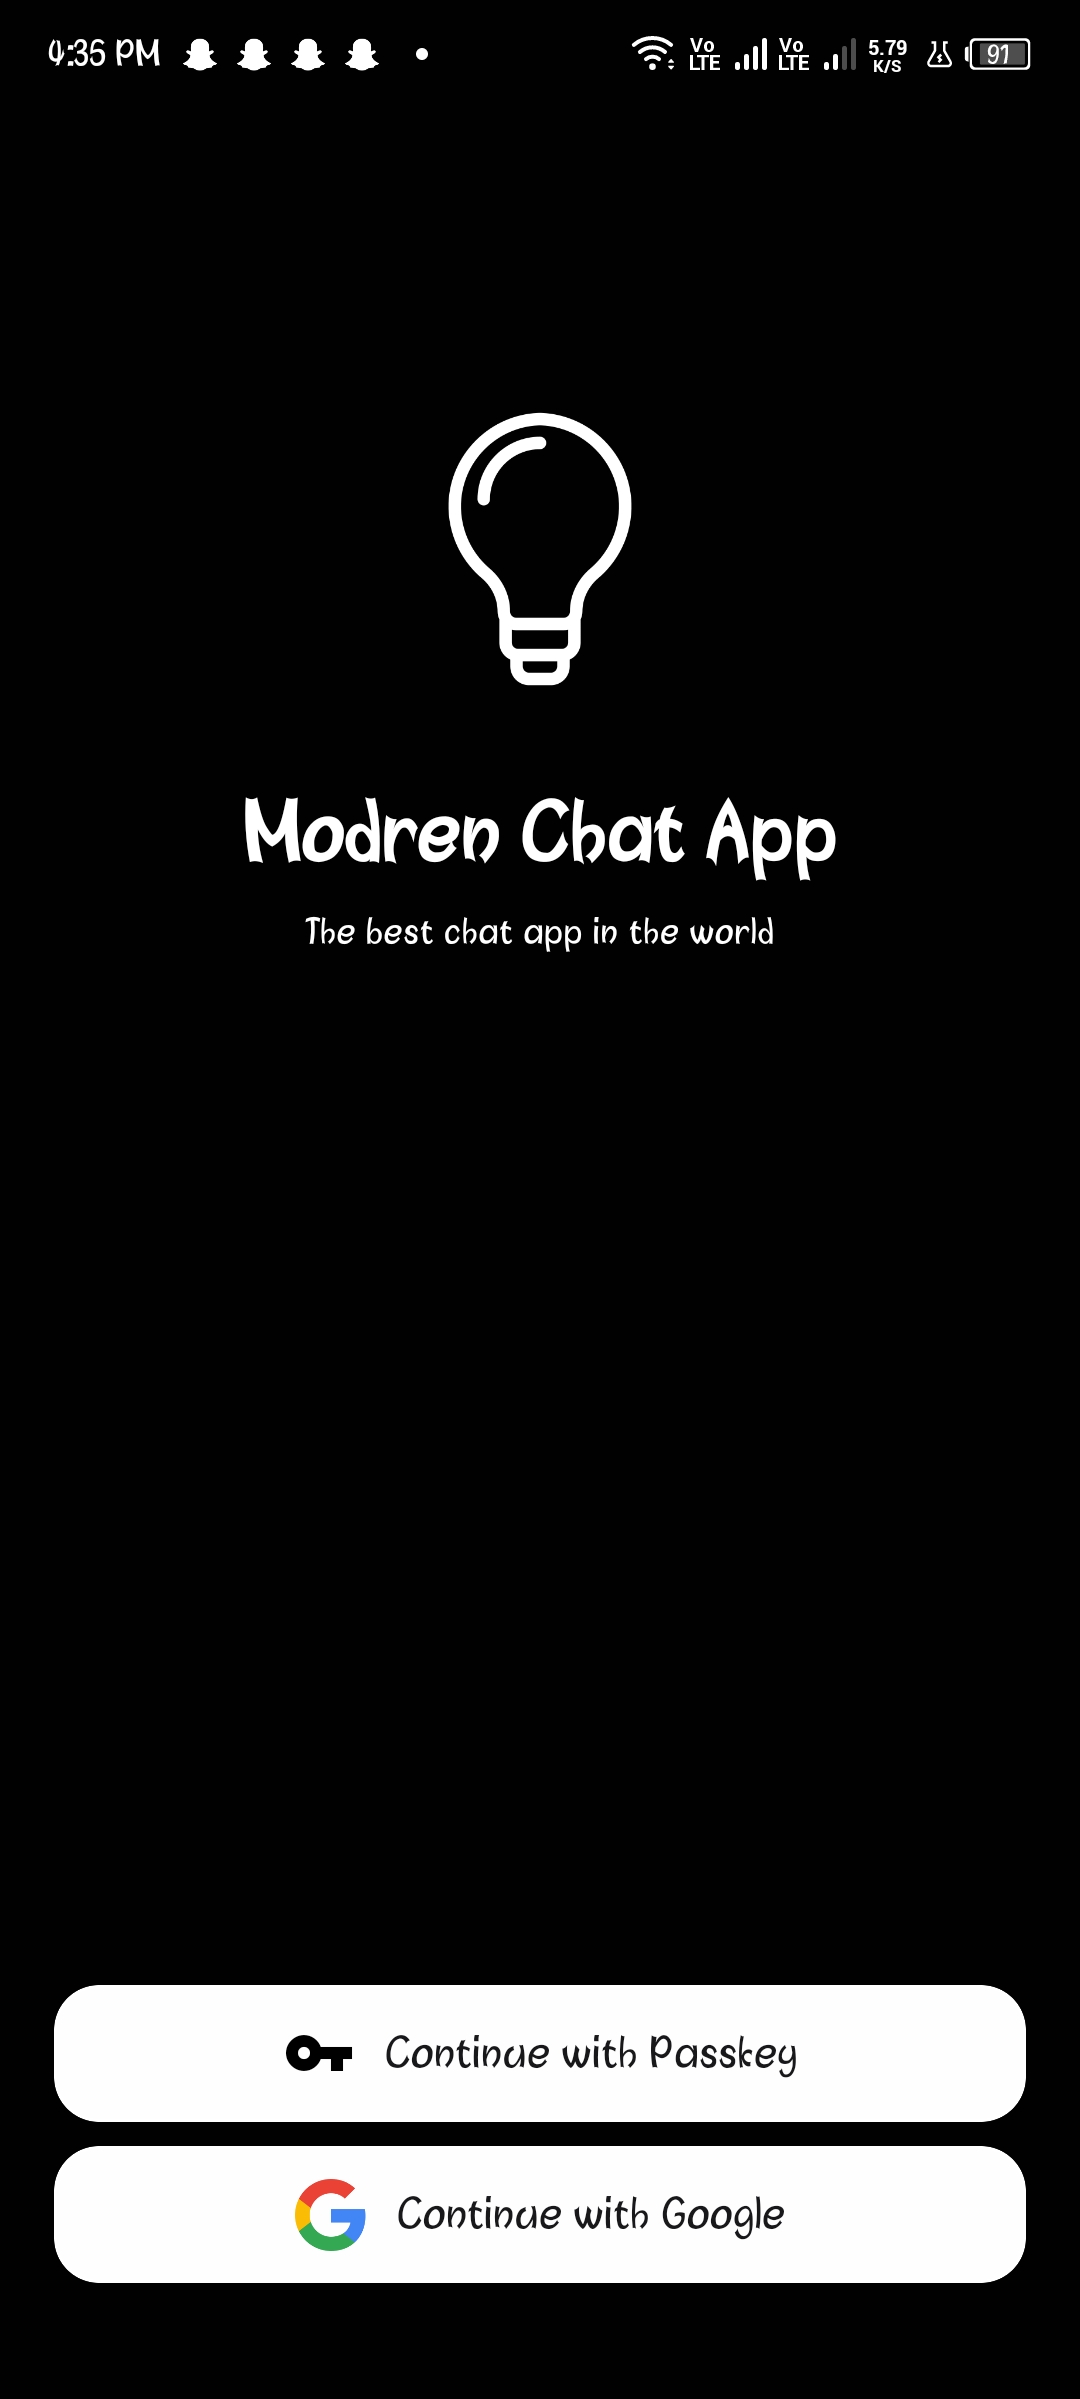 4:35 PM Vo LTE Vo LTE 5.79 K/S 91
Modren Chat App
The best chat app in the world
Continue with Passkey
Continue with Google